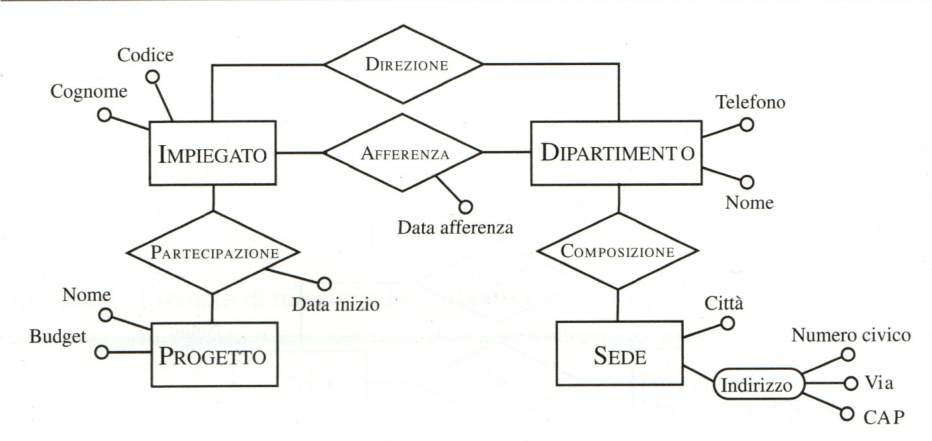 DIREZIONE
Codice
Cognome
Telefono
IMPIEGATO
AFFERENZA
DIPARTIMENTO
Nome
Data afferenza
PARTECIPAZIONE
COMPOSIZIONE
Data inizio
Nome
Città
Budget
Numero civico
PROGETTO
SEDE
Indirizzo
Via
CAP